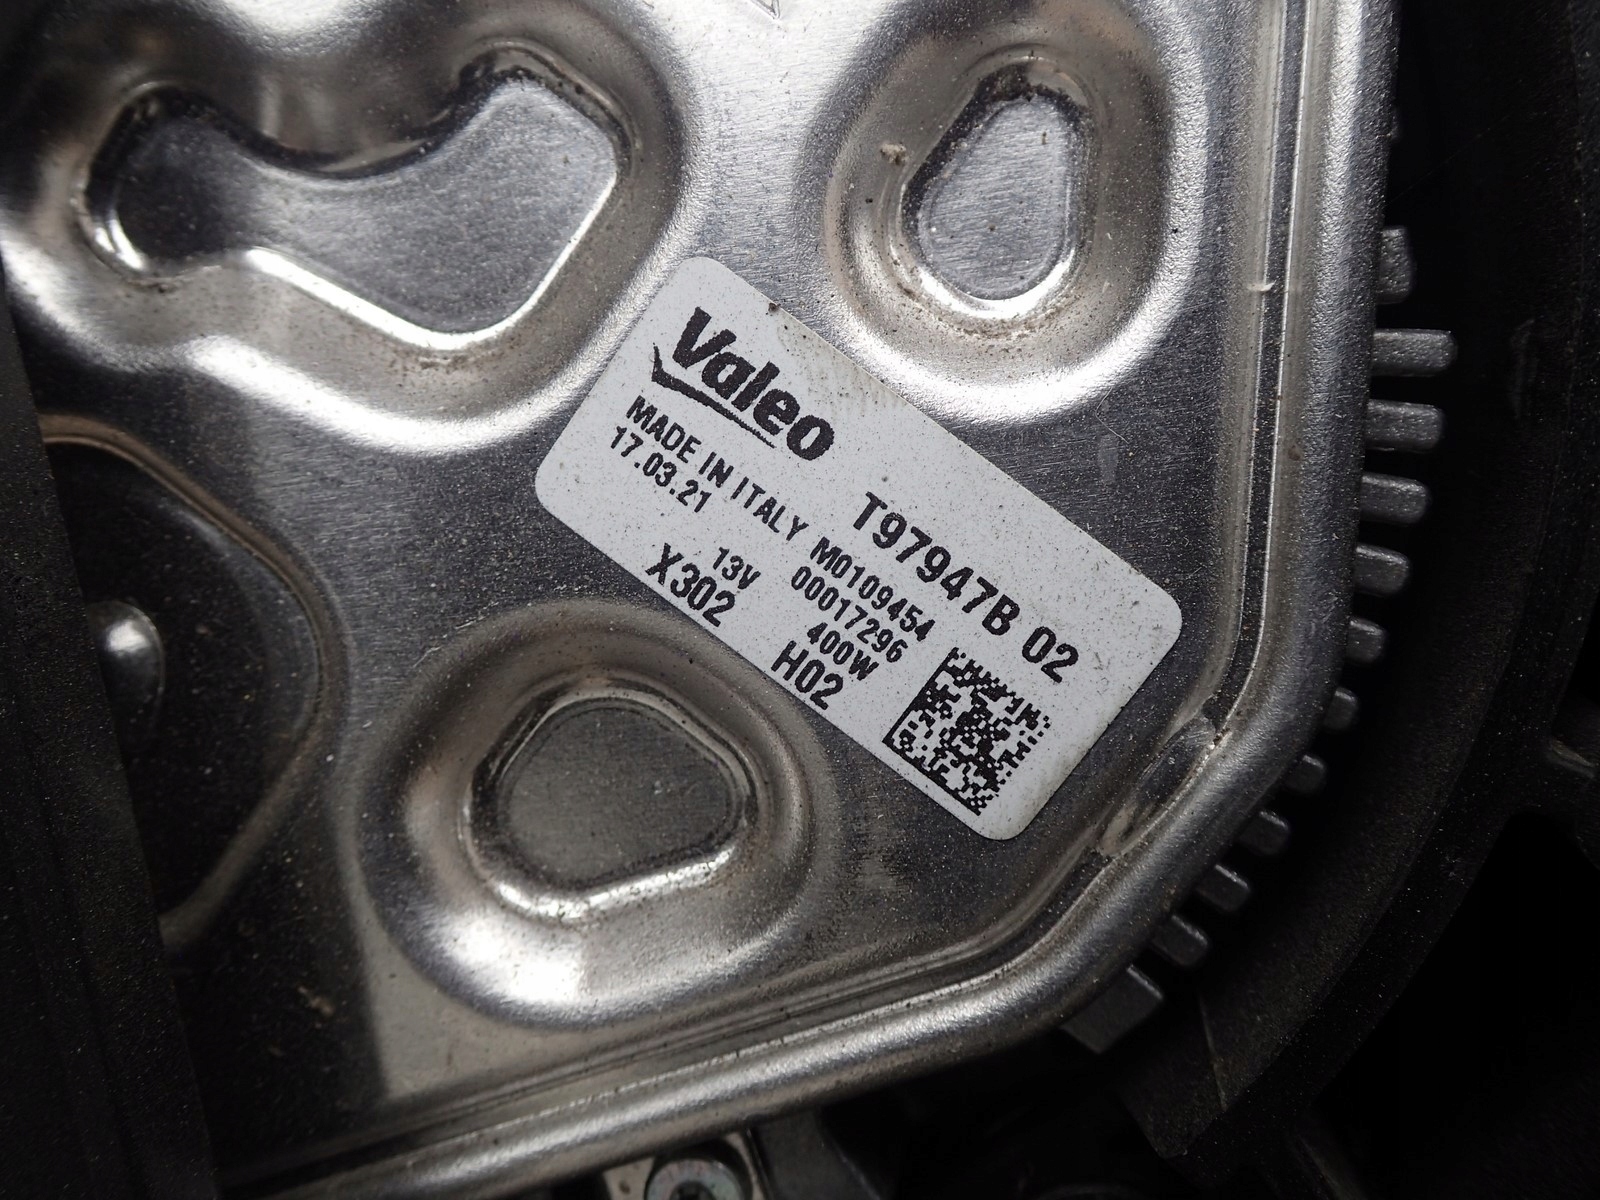 Valeo
T97947B 02
MADE IN ITALY M0109454
17.03.21 00017296
13V 400W
X302 H02